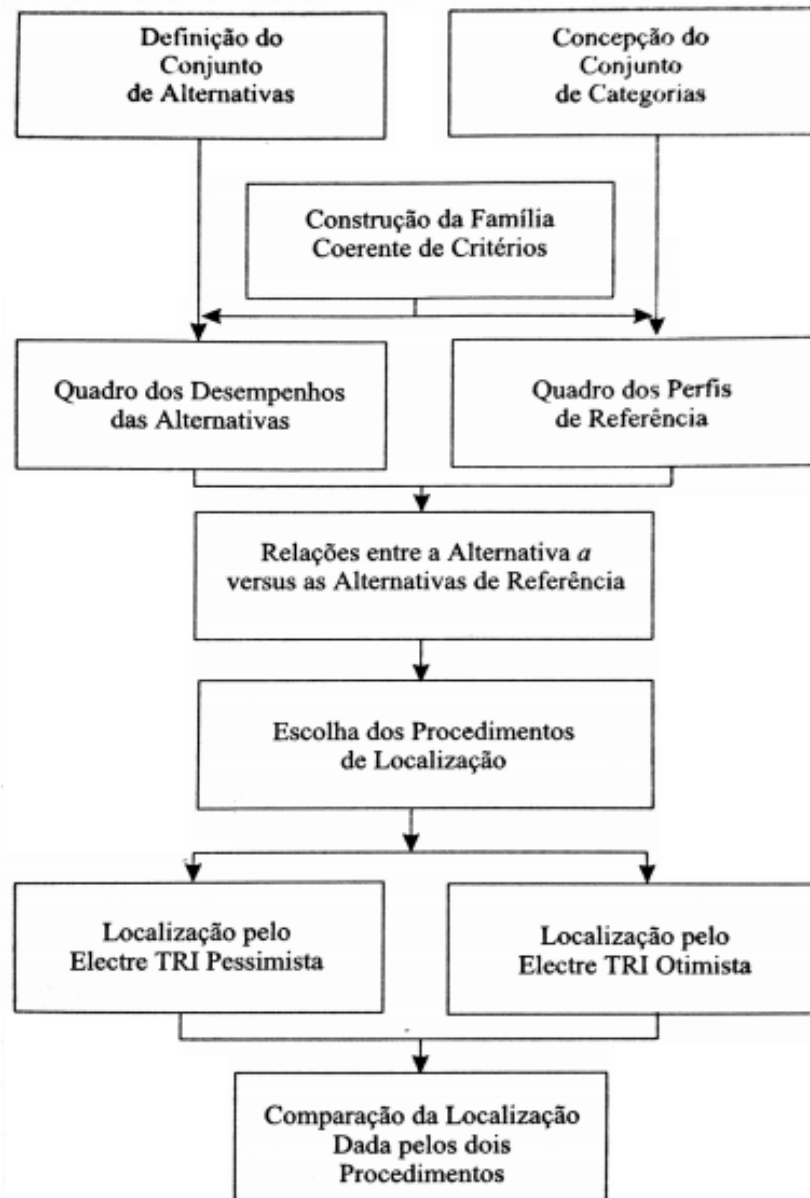 Definição do
Conjunto
de Alternativas
Concepção do
Conjunto
de Categorias
Construção da Família
Coerente de Critérios
Quadro dos Desempenhos
das Alternativas
Quadro dos Perfis
de Referência
Relações entre a Alternativa a
versus as Alternativas de Referência
Escolha dos Procedimentos
de Localização
Localização pelo
Electre TRI Pessimista
Localização pelo
Electre TRI Otimista
Comparação da Localização
Dada pelos dois
Procedimentos